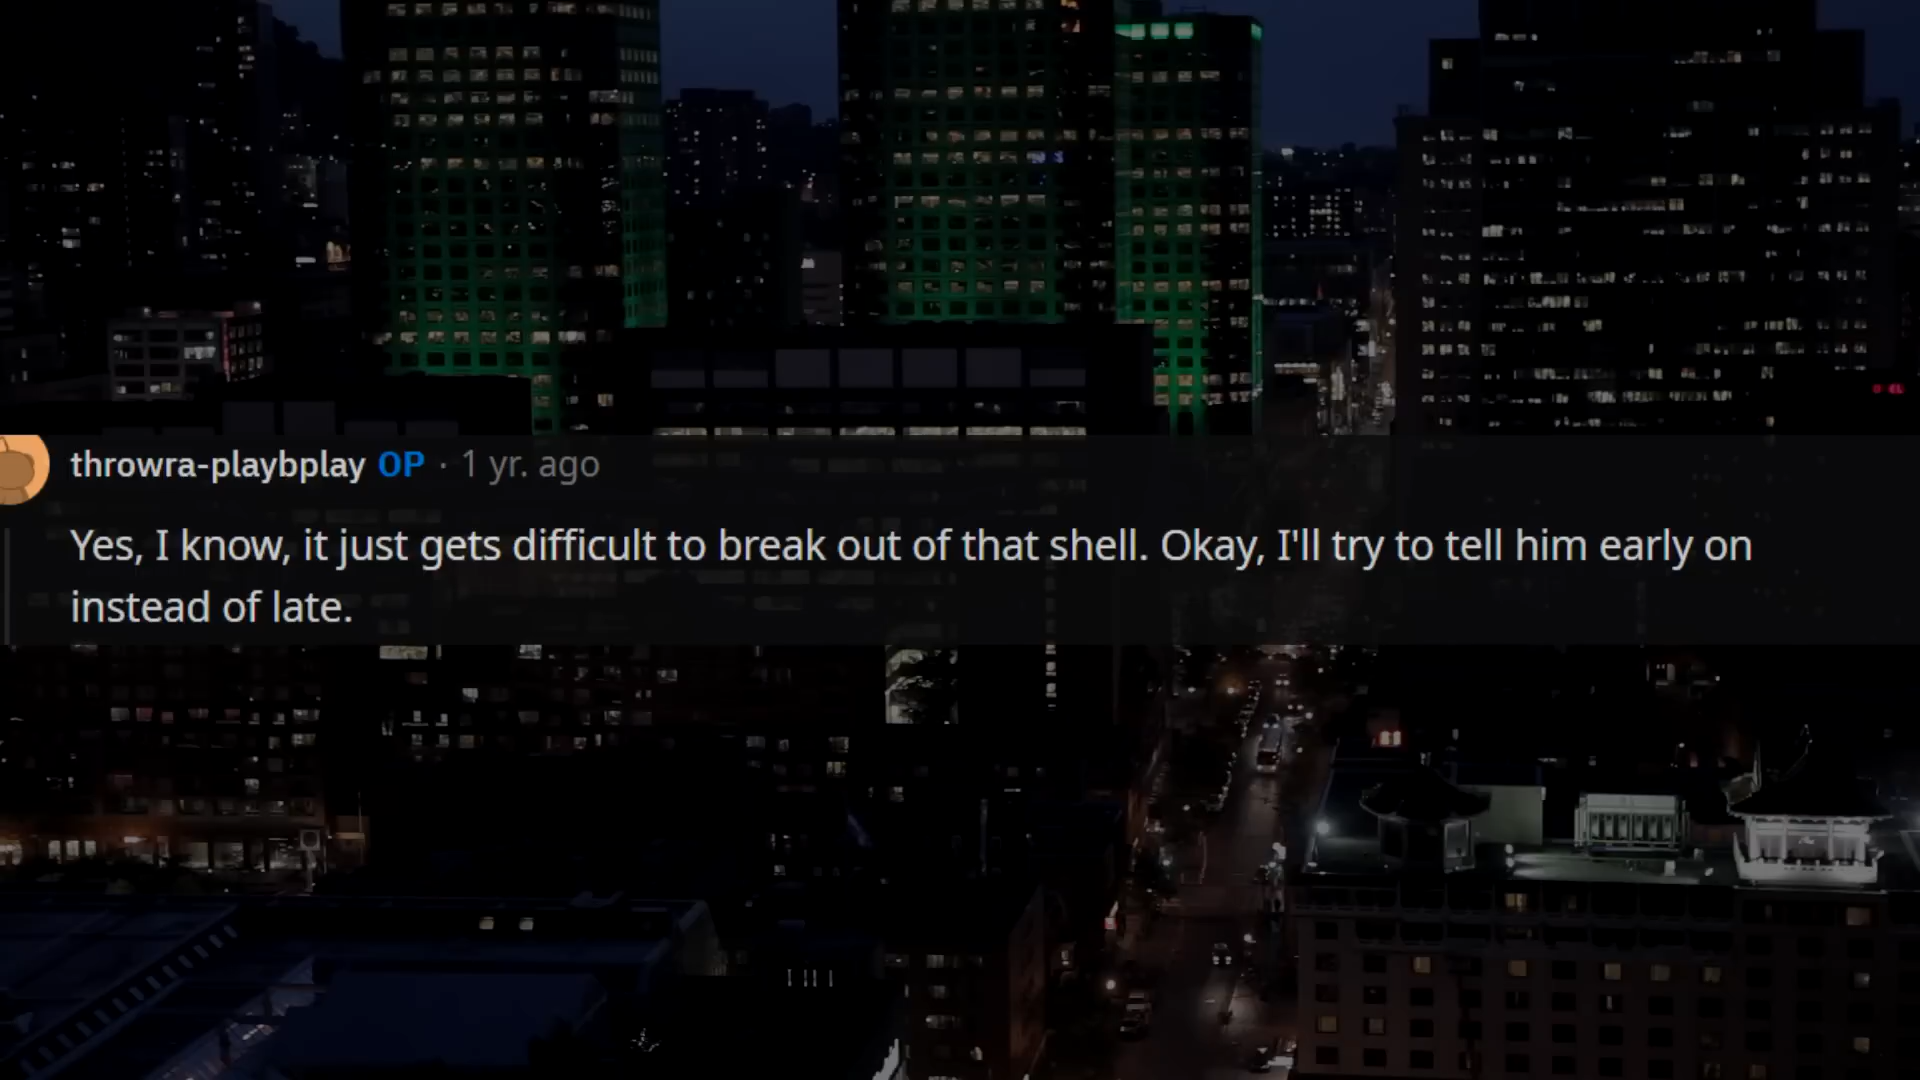 throwra-playbplay OP · 1 yr. ago
Yes, I know, it just gets difficult to break out of that shell. Okay, I'll try to tell him early on
instead of late.